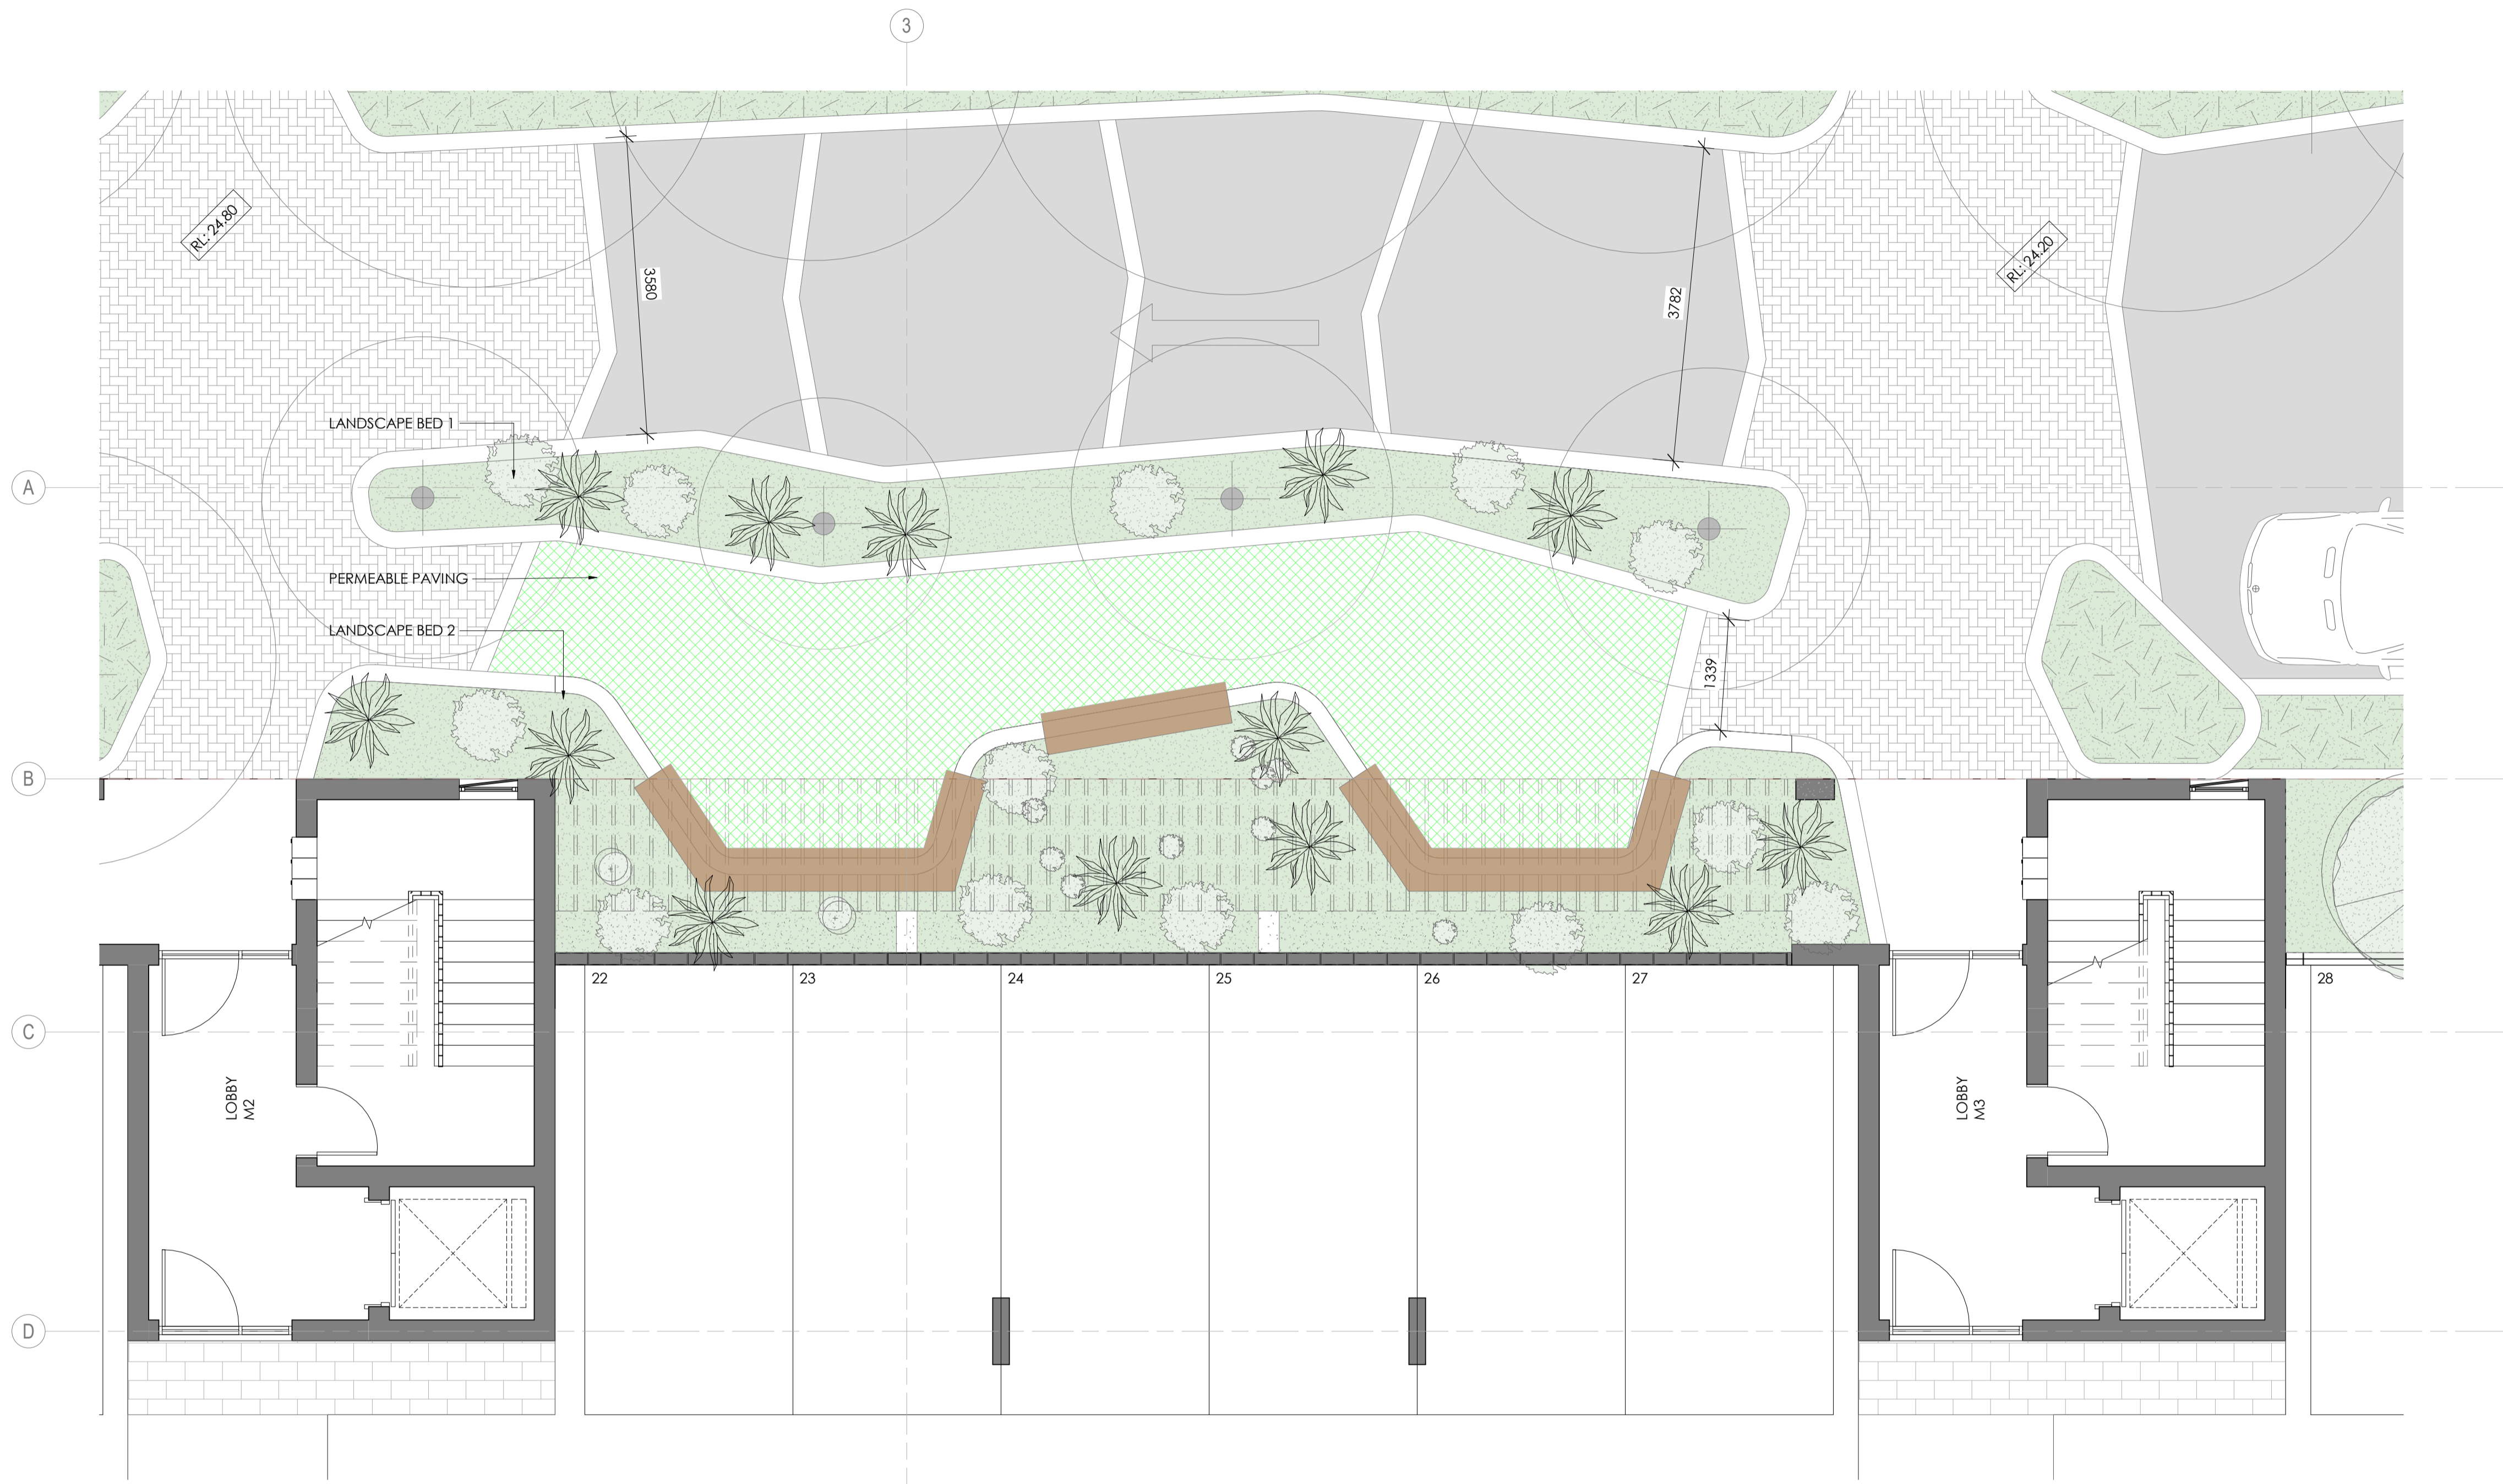 3
RL: 24.80
RL: 24.20
3580
3782
LANDSCAPE BED 1
A
PERMEABLE PAVING
LANDSCAPE BED 2
1339
B
22
23
24
25
26
27
28
C
LOBBY
M2
LOBBY
M3
D